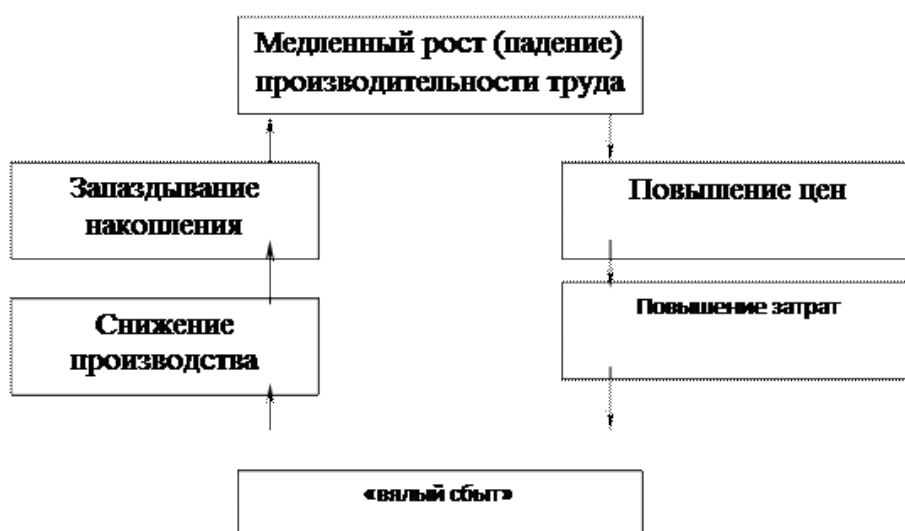 Медленный рост (падение)
производительности труда
Запаздывание
накопления
Повышение цен
Снижение
производства
Повышение затрат
«вялый сбыт»